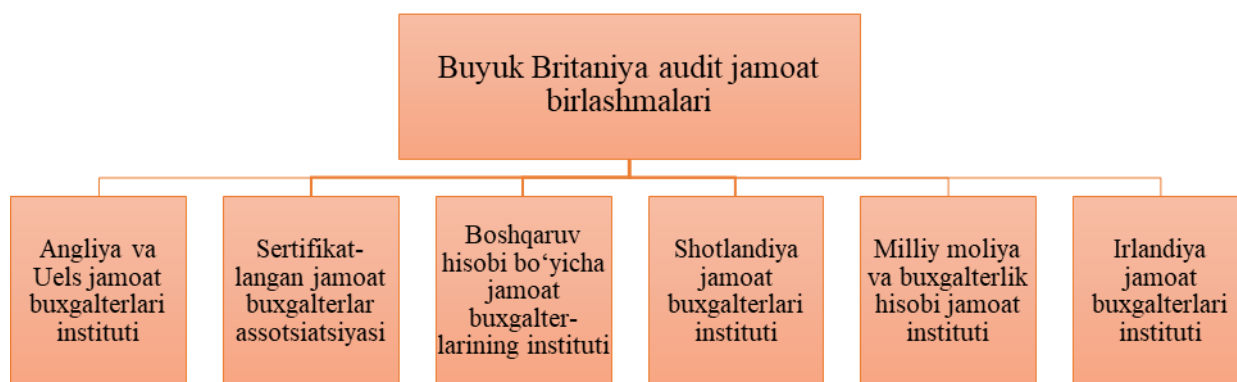 Buyuk Britaniya audit jamoat
birlashmalari
Angliya va
Uels jamoat
buxgalterlari
instituti
Sertifikat-
langan jamoat
buxgalterlar
assotsiatsiyasi
Boshqaruv
hisobi bo‘yicha
jamoat
buxgalter-
larining instituti
Shotlandiya
jamoat
buxgalterlari
instituti
Milliy moliya
va buxgalterlik
hisobi jamoat
instituti
Irlandiya
jamoat
buxgalterlari
instituti